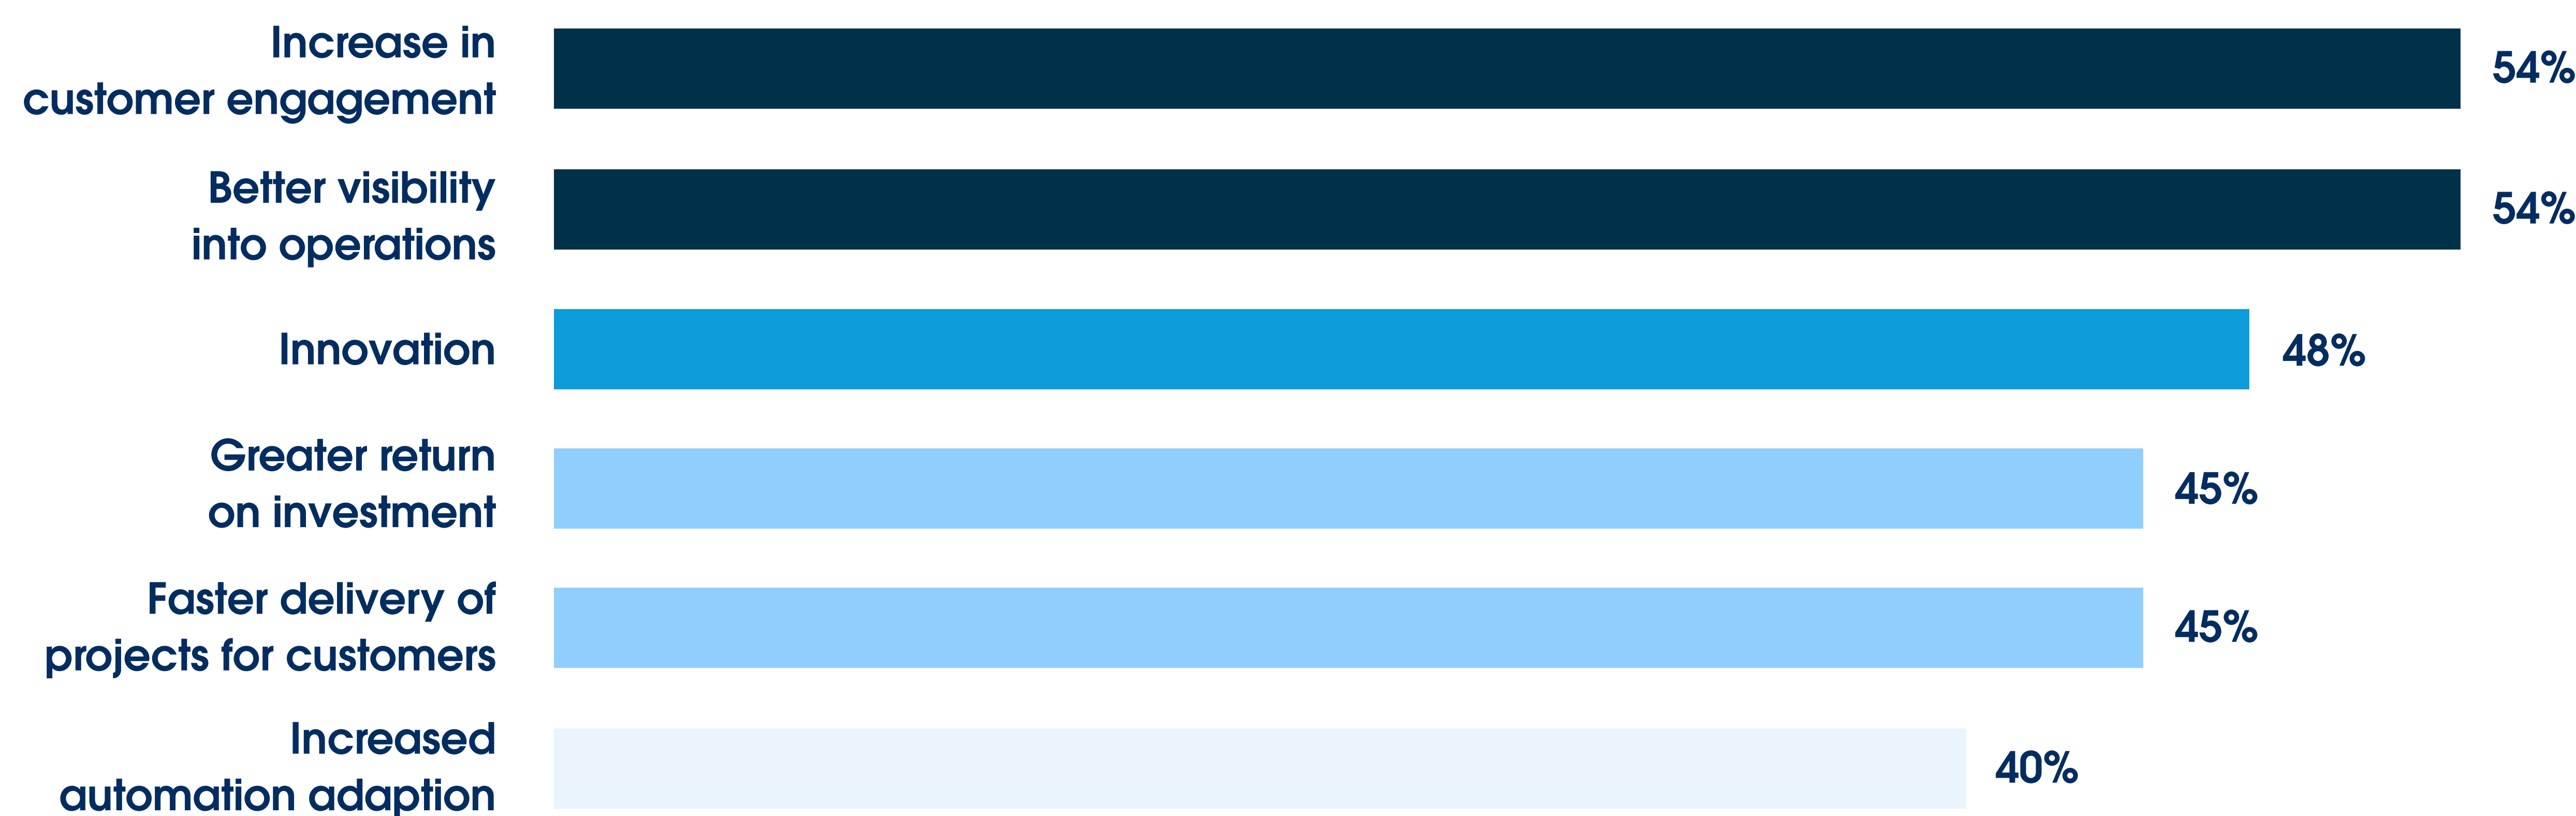 Increase in
customer engagement
54%
Better visibility
into operations
54%
Innovation
48%
Greater return
on investment
45%
Faster delivery of
projects for customers
45%
Increased
automation adaption
40%